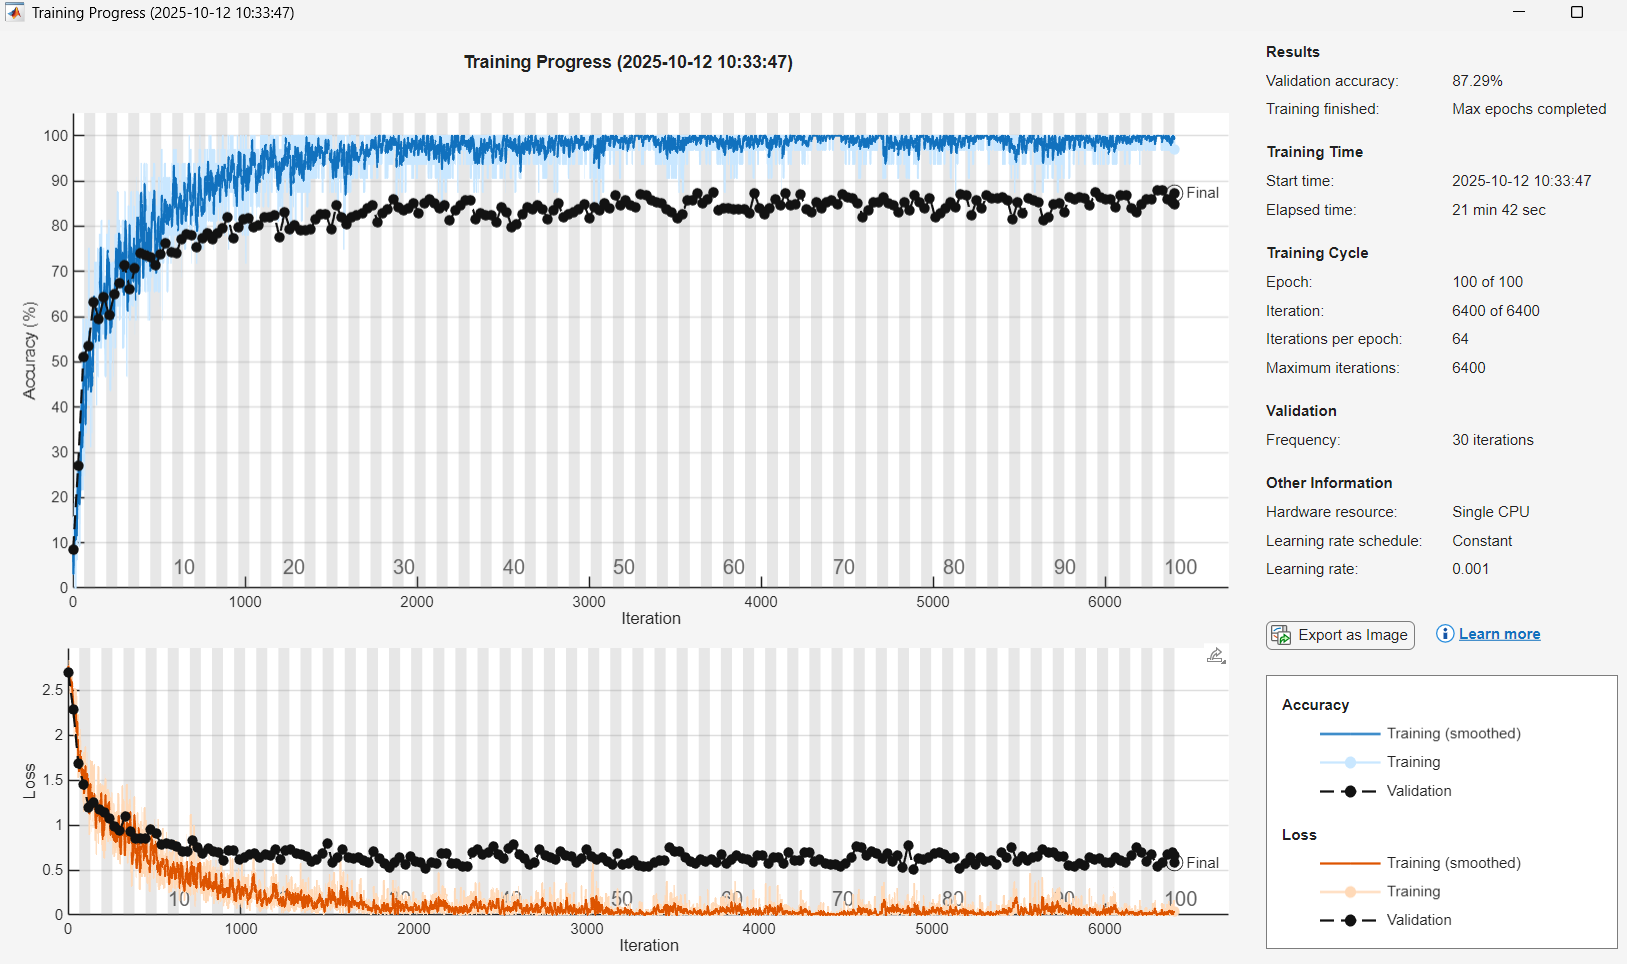 Training Progress (2025-10-12 10:33:47)
Training Progress (2025-10-12 10:33:47)
Accuracy (%)
100
90
80
70
60
50
40
30
20
10
0
Final
10 20 30 40 50 60 70 80 90 100
0 1000 2000 3000 4000 5000 6000
Iteration
Loss
2.5
2
1.5
1
0.5
0
Final
10 50 60 70 80 90 100
0 1000 2000 3000 4000 5000 6000
Iteration
Results
Validation accuracy: 87.29%
Training finished: Max epochs completed
Training Time
Start time: 2025-10-12 10:33:47
Elapsed time: 21 min 42 sec
Training Cycle
Epoch: 100 of 100
Iteration: 6400 of 6400
Iterations per epoch: 64
Maximum iterations: 6400
Validation
Frequency: 30 iterations
Other Information
Hardware resource: Single CPU
Learning rate schedule: Constant
Learning rate: 0.001
Export as Image Learn more
Accuracy
Training (smoothed)
Training
Validation
Loss
Training (smoothed)
Training
Validation